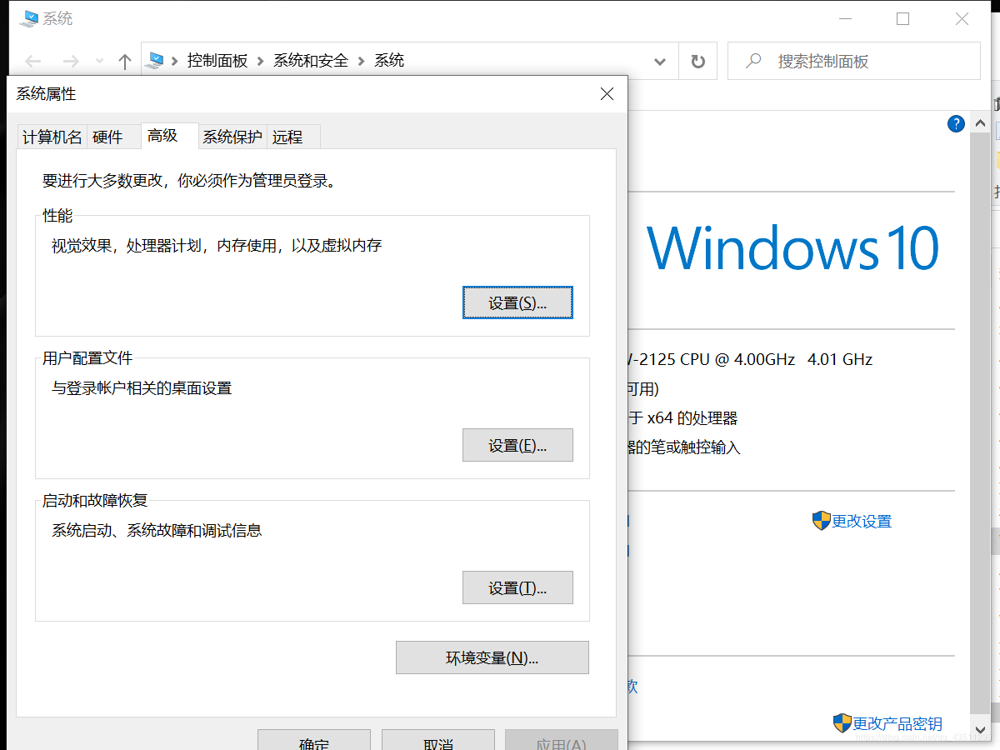 系统
控制面板 系统和安全 系统
搜索控制面板
系统属性
计算机名 硬件 高级 系统保护 远程
要进行大多数更改，你必须作为管理员登录。
性能
视觉效果，处理器计划，内存使用，以及虚拟内存
设置(S)...
用户配置文件
与登录帐户相关的桌面设置
设置(E)...
启动和故障恢复
系统启动、系统故障和调试信息
设置(T)...
环境变量(N)...
确定 取消 应用(A)
Windows 10
-2125 CPU @ 4.00GHz 4.01 GHz
可用)
于 x64 的处理器
器的笔或触控输入
更改设置
款
更改产品密钥